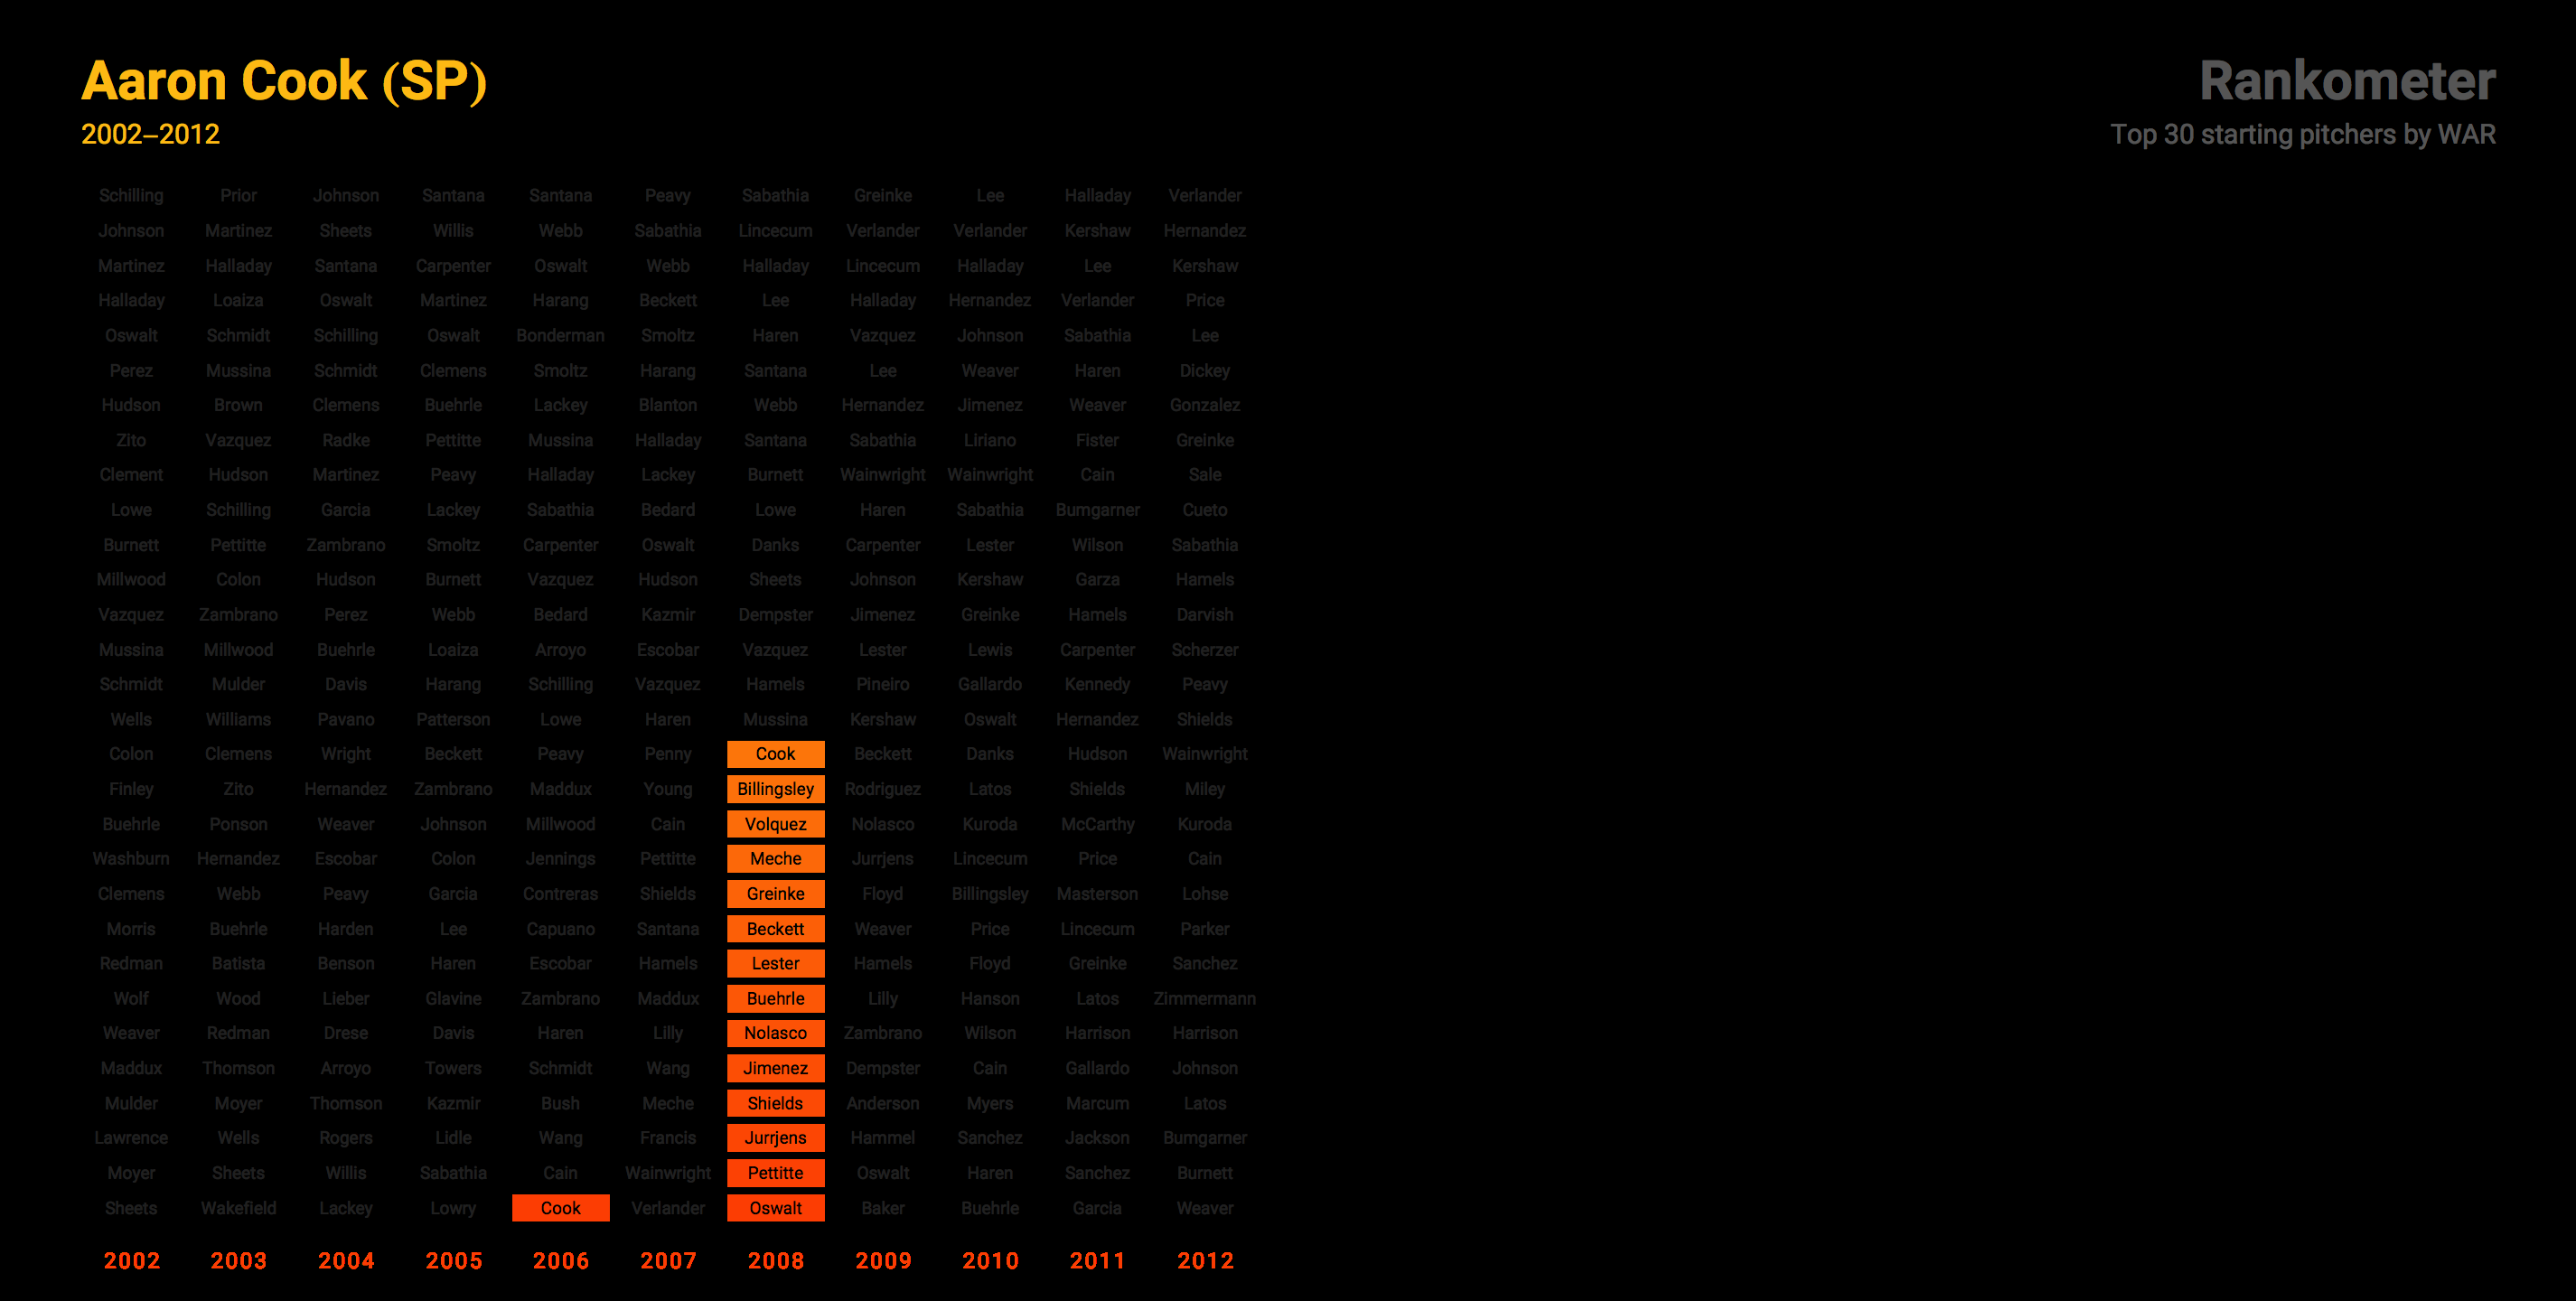 Aaron Cook (SP)
2002–2012
Rankometer
Top 30 starting pitchers by WAR
Schilling Prior Johnson Santana Santana Peavy Sabathia Greinke Lee Halladay Verlander
Johnson Martinez Sheets Willis Webb Sabathia Lincecum Verlander Verlander Kershaw Hernandez
Martinez Halladay Santana Carpenter Oswalt Webb Halladay Lincecum Halladay Lee Kershaw
Halladay Loaiza Oswalt Martinez Harang Beckett Lee Halladay Hernandez Verlander Price
Oswalt Schmidt Schilling Oswalt Bonderman Smoltz Haren Vazquez Johnson Sabathia Lee
Perez Mussina Schmidt Clemens Smoltz Harang Santana Lee Weaver Haren Dickey
Hudson Brown Clemens Buehrle Lackey Blanton Webb Hernandez Jimenez Weaver Gonzalez
Zito Vazquez Radke Pettitte Mussina Halladay Santana Sabathia Liriano Fister Greinke
Clement Hudson Martinez Peavy Halladay Lackey Burnett Wainwright Wainwright Cain Sale
Lowe Schilling Garcia Lackey Sabathia Bedard Lowe Haren Sabathia Bumgarner Cueto
Burnett Pettitte Zambrano Smoltz Carpenter Oswalt Danks Carpenter Lester Wilson Sabathia
Millwood Colon Hudson Burnett Vazquez Hudson Sheets Johnson Kershaw Garza Hamels
Vazquez Zambrano Perez Webb Bedard Kazmir Dempster Jimenez Greinke Hamels Darvish
Mussina Millwood Buehrle Loaiza Arroyo Escobar Vazquez Lester Lewis Carpenter Scherzer
Schmidt Mulder Davis Harang Schilling Vazquez Hamels Pineiro Gallardo Kennedy Peavy
Wells Williams Pavano Patterson Lowe Haren Mussina Kershaw Oswalt Hernandez Shields
Colon Clemens Wright Beckett Peavy Penny Cook Beckett Danks Hudson Wainwright
Finley Zito Hernandez Zambrano Maddux Young Billingsley Rodriguez Latos Shields Miley
Buehrle Ponson Weaver Johnson Millwood Cain Volquez Nolasco Kuroda McCarthy Kuroda
Washburn Hernandez Escobar Colon Jennings Pettitte Meche Jurrjens Lincecum Price Cain
Clemens Webb Peavy Garcia Contreras Shields Greinke Floyd Billingsley Masterson Lohse
Morris Buehrle Harden Lee Capuano Santana Beckett Weaver Price Lincecum Parker
Redman Batista Benson Haren Escobar Hamels Lester Hamels Floyd Greinke Sanchez
Wolf Wood Lieber Glavine Zambrano Maddux Buehrle Lilly Hanson Latos Zimmermann
Weaver Redman Drese Davis Haren Lilly Nolasco Zambrano Wilson Harrison Harrison
Maddux Thomson Arroyo Towers Schmidt Wang Jimenez Dempster Cain Gallardo Johnson
Mulder Moyer Thomson Kazmir Bush Meche Shields Anderson Myers Marcum Latos
Lawrence Wells Rogers Lidle Wang Francis Jurrjens Hammel Sanchez Jackson Bumgarner
Moyer Sheets Willis Sabathia Cain Wainwright Pettitte Oswalt Haren Sanchez Burnett
Sheets Wakefield Lackey Lowry Cook Verlander Oswalt Baker Buehrle Garcia Weaver
2002 2003 2004 2005 2006 2007 2008 2009 2010 2011 2012